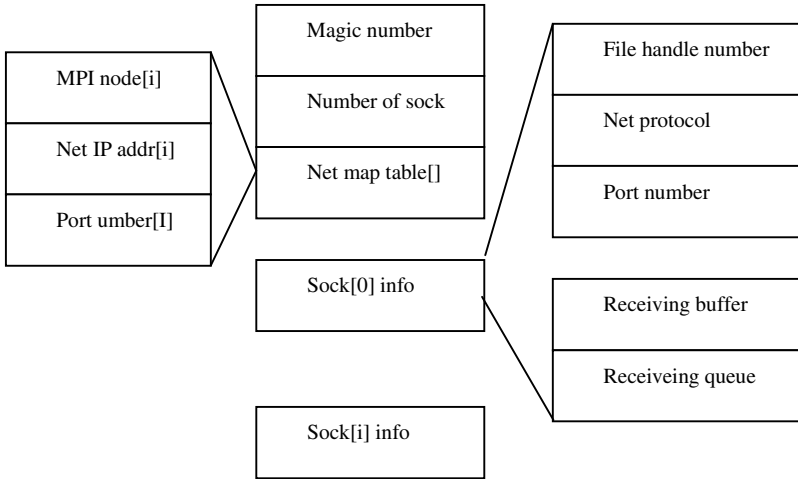 MPI node[i]
Net IP addr[i]
Port umber[I]
Magic number
Number of sock
Net map table[]
Sock[0] info
Sock[i] info
File handle number
Net protocol
Port number
Receiving buffer
Receiveing queue